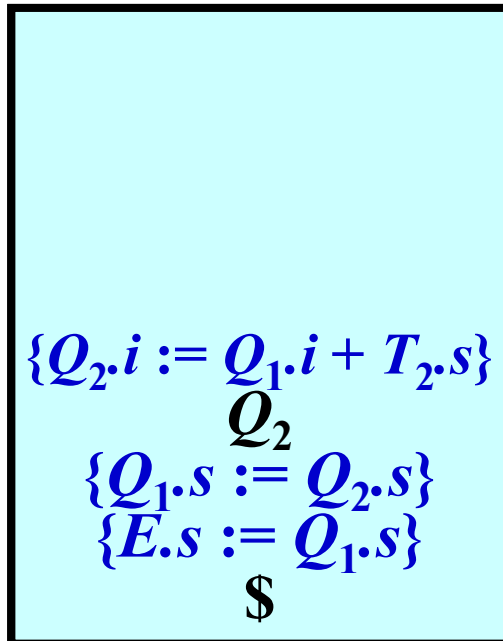 {Q₂.i := Q₁.i + T₂.s}
Q₂
{Q₁.s := Q₂.s}
{E.s := Q₁.s}
$